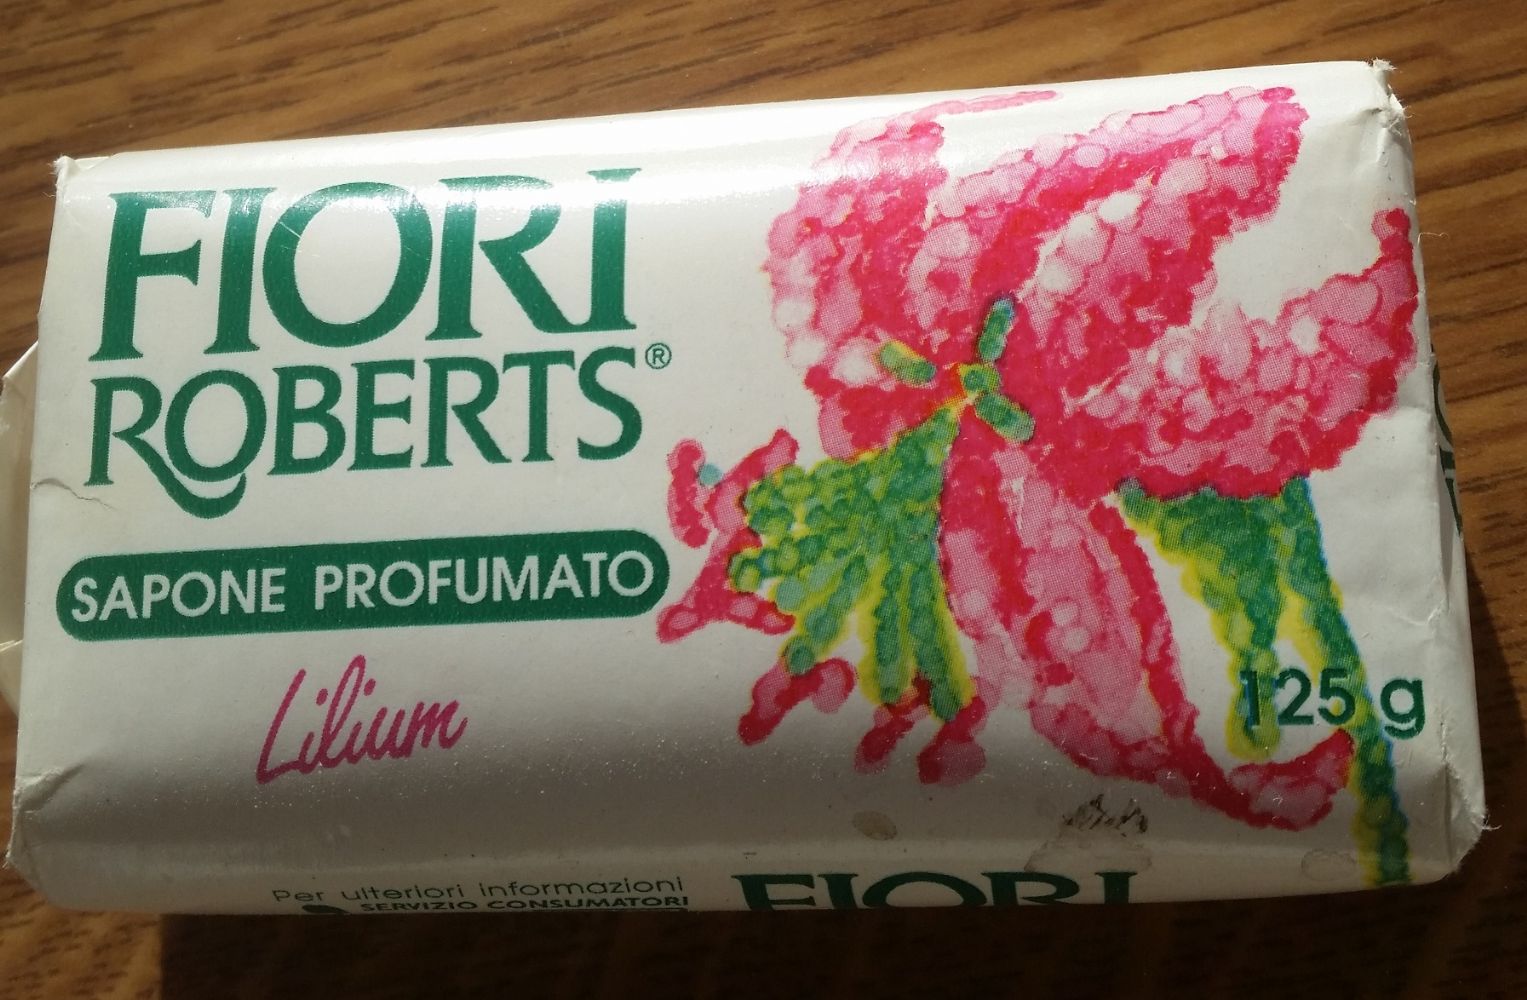 FIORI
ROBERTS®
SAPONE PROFUMATO
Lilium
125 g
Per ulteriori informazioni
SERVIZIO CONSUMATORI
FIORI